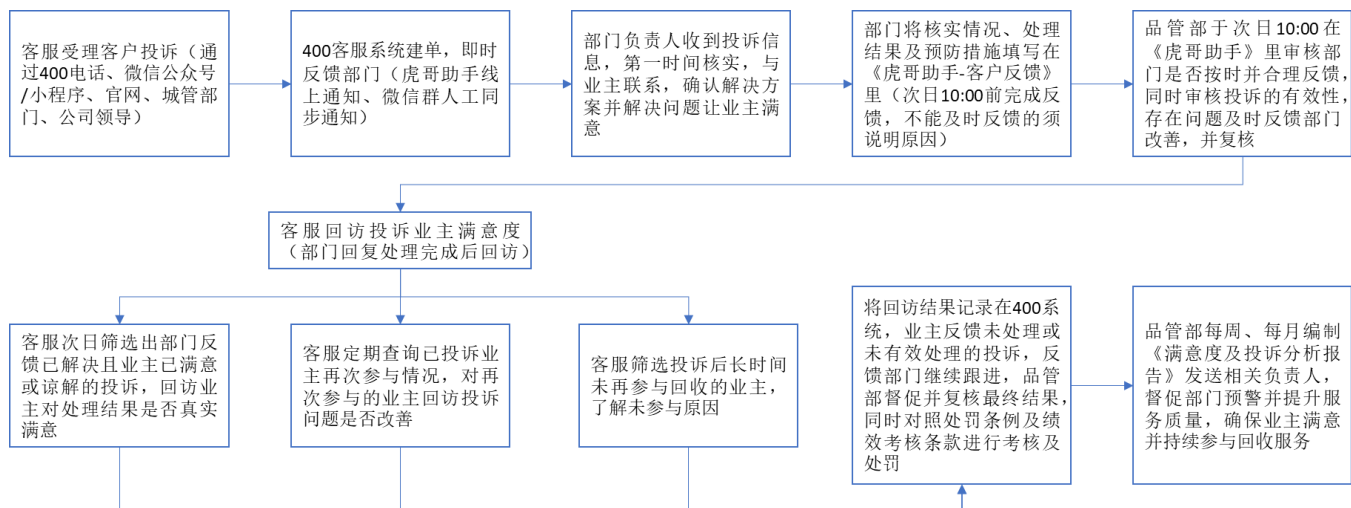 客服受理客户投诉（通
过400电话、微信公众号
/小程序、官网、城管部
门、公司领导）
400客服系统建单，即时
反馈部门（虎哥助手线
上通知、微信群人工同
步通知）
部门负责人收到投诉信
息，第一时间核实，与
业主联系，确认解决方
案并解决问题让业主满
意
部门将核实情况、处理
结果及预防措施填写在
《虎哥助手-客户反馈》
里（次日10:00前完成反
馈，不能及时反馈的须
说明原因）
品管部于次日10:00在
《虎哥助手》里审核部
门是否按时并合理反馈，
同时审核投诉的有效性，
存在问题及时反馈部门
改善，并复核
客服回访投诉业主满意度
（部门回复处理完成后回访）
客服次日筛选出部门反
馈已解决且业主已满意
或谅解的投诉，回访业
主对处理结果是否真实
满意
客服定期查询已投诉业
主再次参与情况，对再
次参与的业主回访投诉
问题是否改善
客服筛选投诉后长时间
未再参与回收的业主，
了解未参与原因
将回访结果记录在400系
统，业主反馈未处理或
未有效处理的投诉，反
馈部门继续跟进，品管
部督促并复核最终结果，
同时对照处罚条例及绩
效考核条款进行考核及
处罚
品管部每周、每月编制
《满意度及投诉分析报
告》发送相关负责人，
督促部门预警并提升服
务质量，确保业主满意
并持续参与回收服务